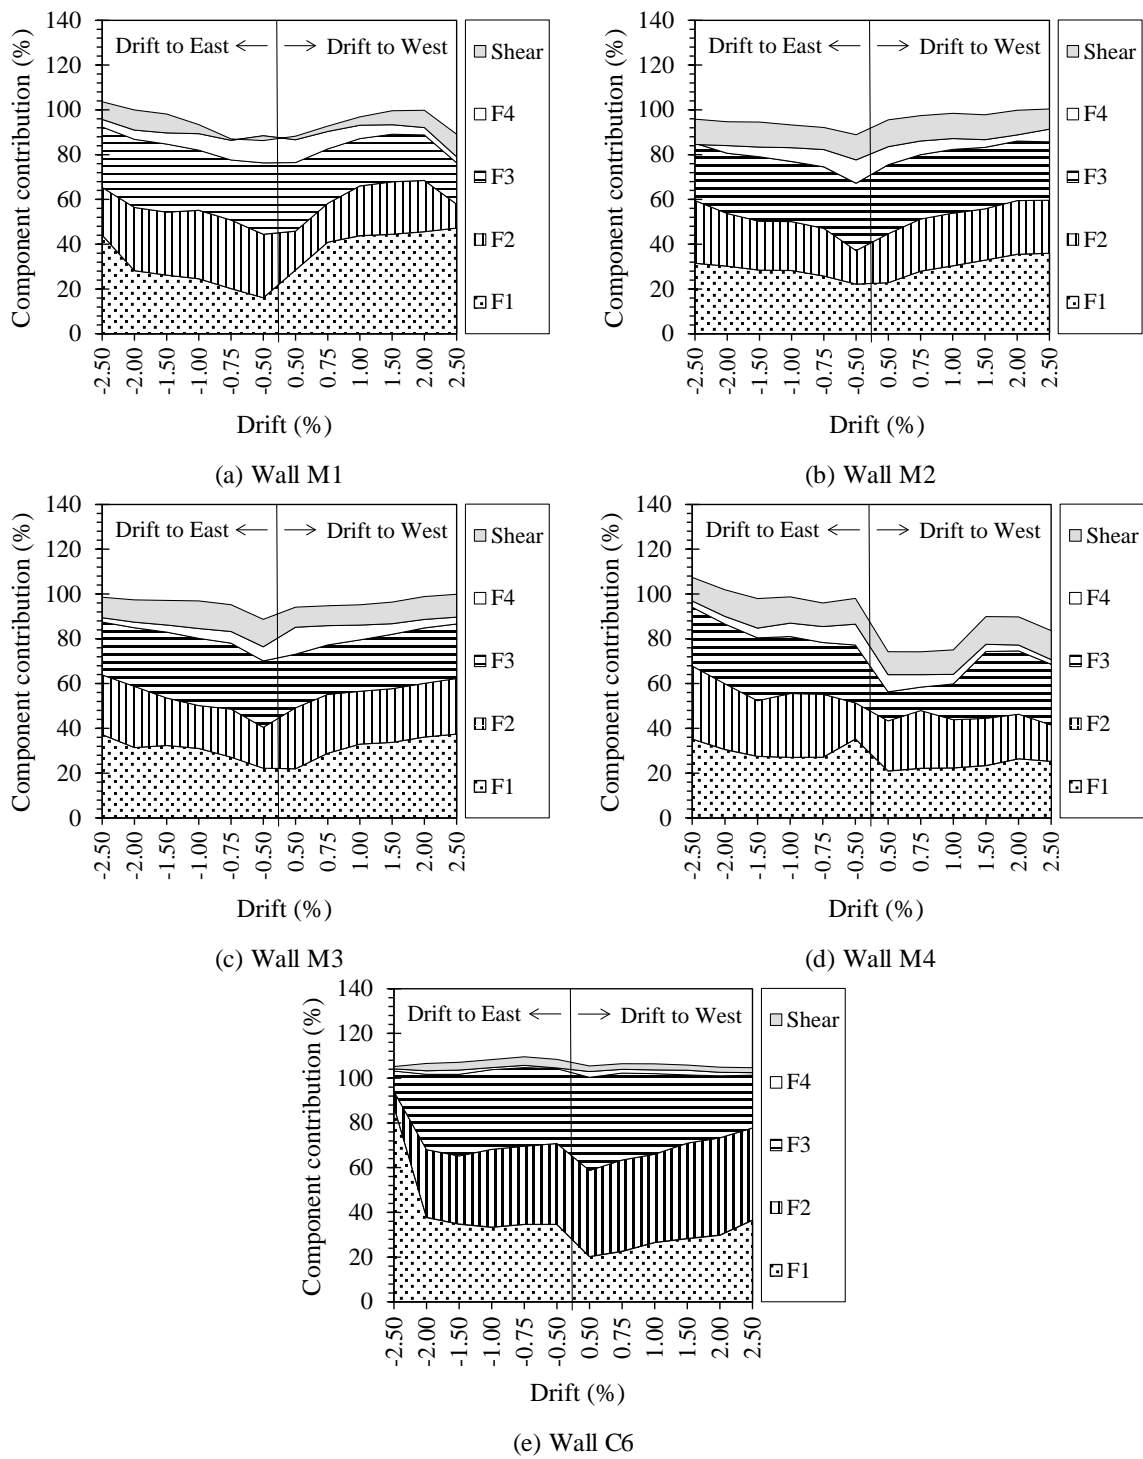 Component contribution (%)
140
120
100
80
60
40
20
0
Drift to East
Drift to West
Shear
F4
F3
F2
F1
-2.50
-2.00
-1.50
-1.00
-0.75
-0.50
0.50
0.75
1.00
1.50
2.00
2.50
Drift (%)
(a) Wall M1
Component contribution (%)
140
120
100
80
60
40
20
0
Drift to East
Drift to West
Shear
F4
F3
F2
F1
-2.50
-2.00
-1.50
-1.00
-0.75
-0.50
0.50
0.75
1.00
1.50
2.00
2.50
Drift (%)
(b) Wall M2
Component contribution (%)
140
120
100
80
60
40
20
0
Drift to East
Drift to West
Shear
F4
F3
F2
F1
-2.50
-2.00
-1.50
-1.00
-0.75
-0.50
0.50
0.75
1.00
1.50
2.00
2.50
Drift (%)
(c) Wall M3
Component contribution (%)
140
120
100
80
60
40
20
0
Drift to East
Drift to West
Shear
F4
F3
F2
F1
-2.50
-2.00
-1.50
-1.00
-0.75
-0.50
0.50
0.75
1.00
1.50
2.00
2.50
Drift (%)
(d) Wall M4
Component contribution (%)
140
120
100
80
60
40
20
0
Drift to East
Drift to West
Shear
F4
F3
F2
F1
-2.50
-2.00
-1.50
-1.00
-0.75
-0.50
0.50
0.75
1.00
1.50
2.00
2.50
Drift (%)
(e) Wall C6